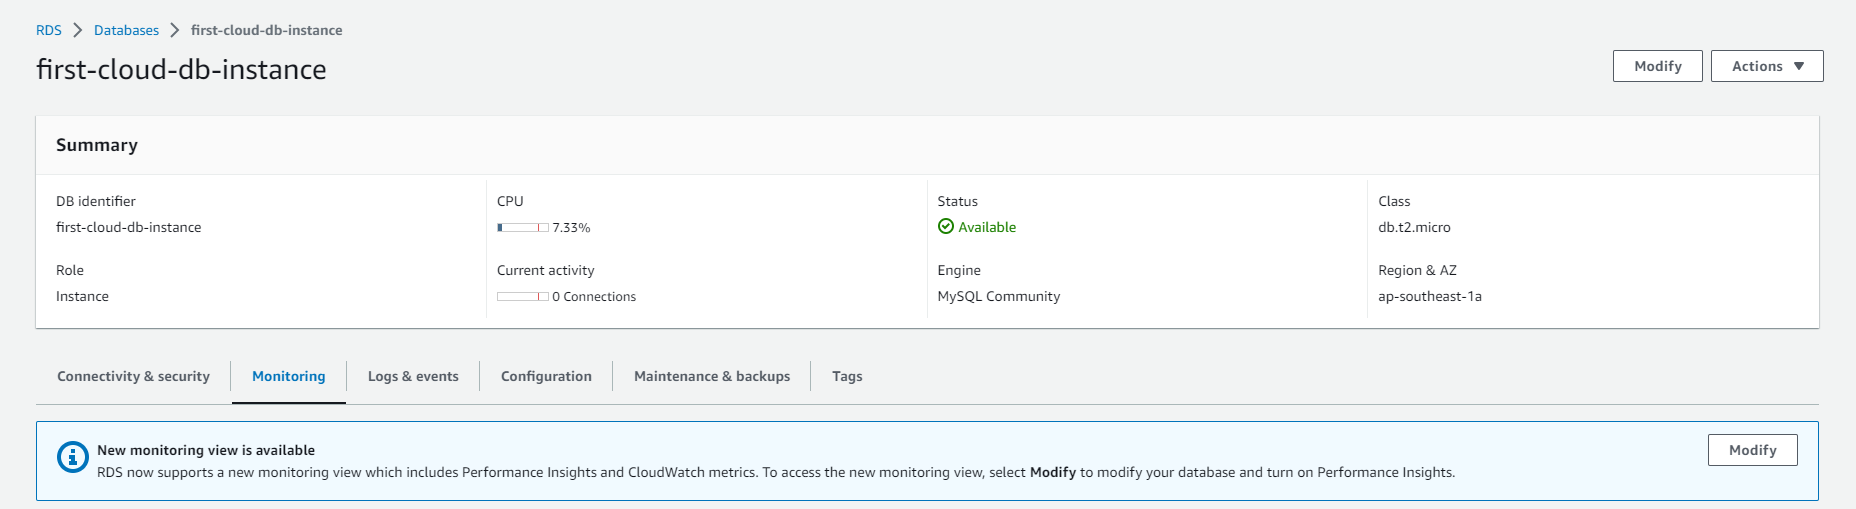 RDS > Databases > first-cloud-db-instance
first-cloud-db-instance
Modify
Actions
Summary
DB identifier
first-cloud-db-instance
CPU
7.33%
Status
Available
Class
db.t2.micro
Role
Instance
Current activity
0 Connections
Engine
MySQL Community
Region & AZ
ap-southeast-1a
Connectivity & security
Monitoring
Logs & events
Configuration
Maintenance & backups
Tags
New monitoring view is available
RDS now supports a new monitoring view which includes Performance Insights and CloudWatch metrics. To access the new monitoring view, select Modify to modify your database and turn on Performance Insights.
Modify